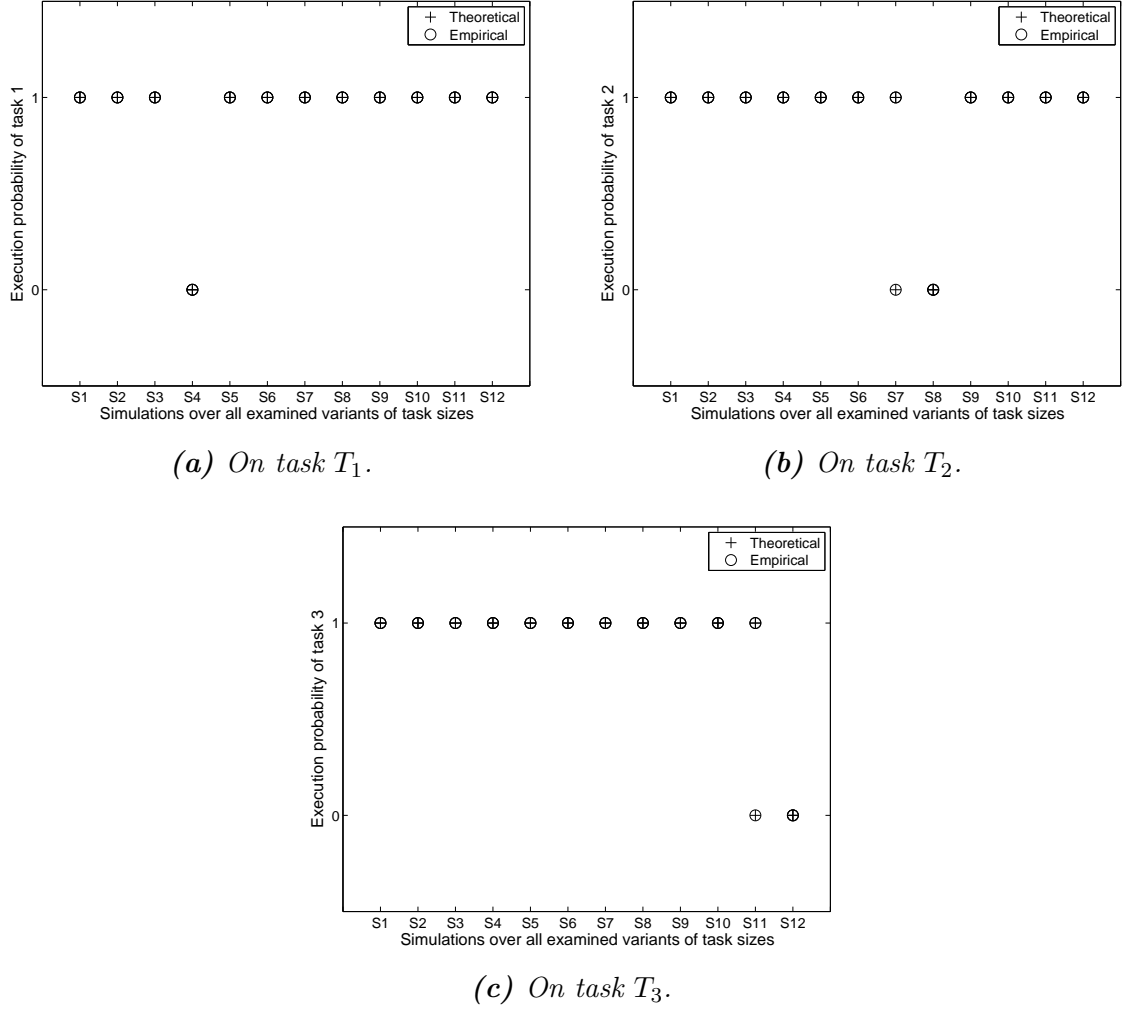 Theoretical
Empirical
Execution probability of task 1
1
0
S1 S2 S3 S4 S5 S6 S7 S8 S9 S10 S11 S12
Simulations over all examined variants of task sizes
(a) On task T1.
Theoretical
Empirical
Execution probability of task 2
1
0
S1 S2 S3 S4 S5 S6 S7 S8 S9 S10 S11 S12
Simulations over all examined variants of task sizes
(b) On task T2.
Theoretical
Empirical
Execution probability of task 3
1
0
S1 S2 S3 S4 S5 S6 S7 S8 S9 S10 S11 S12
Simulations over all examined variants of task sizes
(c) On task T3.